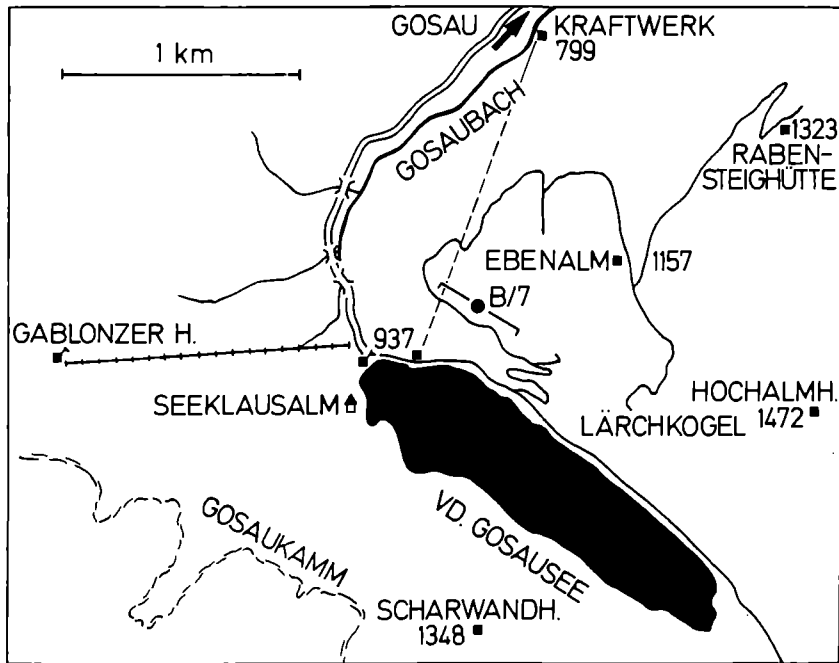 GOSAU
KRAFTWERK
799
1 km
GOSAUBACH
1323
RABEN-
STEIGHÜTTE
EBENALM
1157
B/7
GABLONZER H.
937
SEEKLAUSALM
HOCHALMH.
1472
LÄRCHKOGEL
VD. GOSAUSEE
GOSAUKAMM
SCHARWANDH.
1348